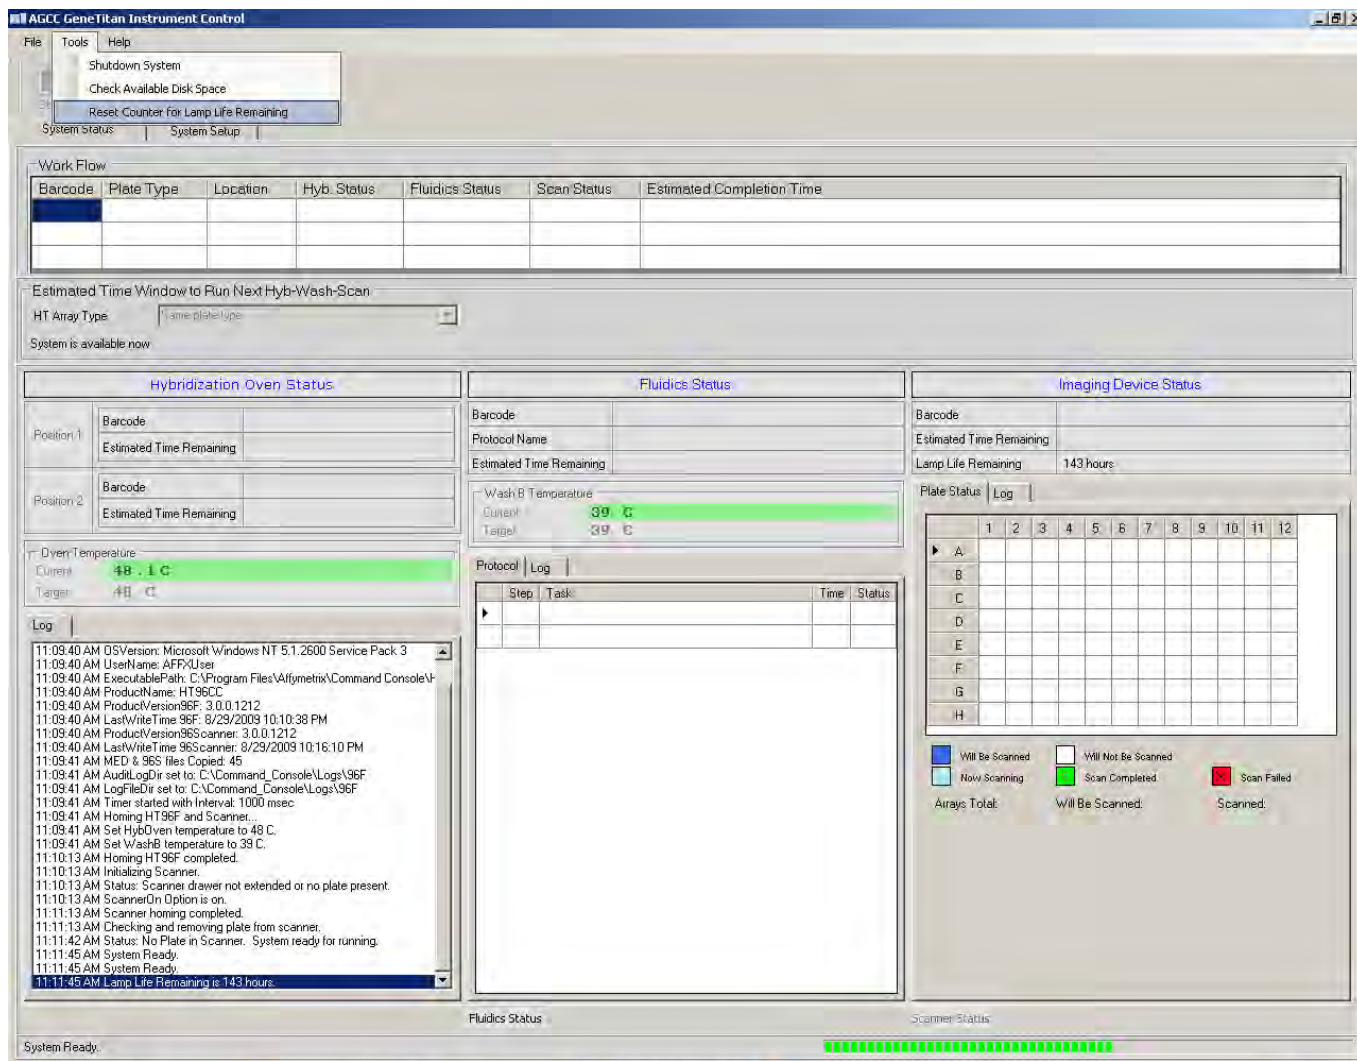 AGCC GeneTitan Instrument Control
File Tools Help
Shutdown System
Check Available Disk Space
Reset Counter for Lamp Life Remaining
System Status System Setup
Work Flow
Barcode Plate Type Location Hyb. Status Fluidics Status Scan Status Estimated Completion Time
Estimated Time Window to Run Next Hyb-Wash-Scan
HT Array Type Name plate type
System is available now
Hybridization Oven Status
Position 1
Barcode
Estimated Time Remaining
Position 2
Barcode
Estimated Time Remaining
Oven Temperature
Current 48.1 C
Target 48 C
Log
11:09:40 AM OSVersion: Microsoft Windows NT 5.1.2600 Service Pack 3
11:09:40 AM UserName: AFFXUser
11:09:40 AM ExecutablePath: C:\Program Files\Affymetrix\Command Console\H
11:09:40 AM ProductName: HT96CC
11:09:40 AM ProductVersion96F: 3.0.0.1212
11:09:40 AM LastWriteTime 96F: 8/29/2009 10:10:38 PM
11:09:40 AM ProductVersion96Scanner: 3.0.0.1212
11:09:40 AM LastWriteTime 96Scanner: 8/29/2009 10:16:10 PM
11:09:41 AM MED & 96S files Copied: 45
11:09:41 AM AuditLogDir set to: C:\Command_Console\Logs\96F
11:09:41 AM LogFileDir set to: C:\Command_Console\Logs\96F
11:09:41 AM Timer started with Interval: 1000 msec
11:09:41 AM Homing HT96F and Scanner...
11:09:41 AM Set HybOven temperature to 48 C.
11:09:41 AM Set WashB temperature to 39 C.
11:10:13 AM Homing HT96F completed.
11:10:13 AM Initializing Scanner.
11:10:13 AM Status: Scanner drawer not extended or no plate present.
11:10:13 AM ScannerOn Option is on.
11:11:13 AM Scanner homing completed.
11:11:13 AM Checking and removing plate from scanner.
11:11:42 AM Status: No Plate in Scanner. System ready for running.
11:11:45 AM System Ready.
11:11:45 AM System Ready.
11:11:45 AM Lamp Life Remaining is 143 hours.
Fluidics Status
Barcode
Protocol Name
Estimated Time Remaining
Wash B Temperature
Current 39 C
Target 39 C
Protocol Log
Step Task Time Status
Fluidics Status
Imaging Device Status
Barcode
Estimated Time Remaining
Lamp Life Remaining 143 hours
Plate Status Log
1 2 3 4 5 6 7 8 9 10 11 12
A
B
C
D
E
F
G
H
Will Be Scanned Will Not Be Scanned
Now Scanning Scan Completed Scan Failed
Arrays Total: Will Be Scanned: Scanned:
Scanner Status
System Ready.